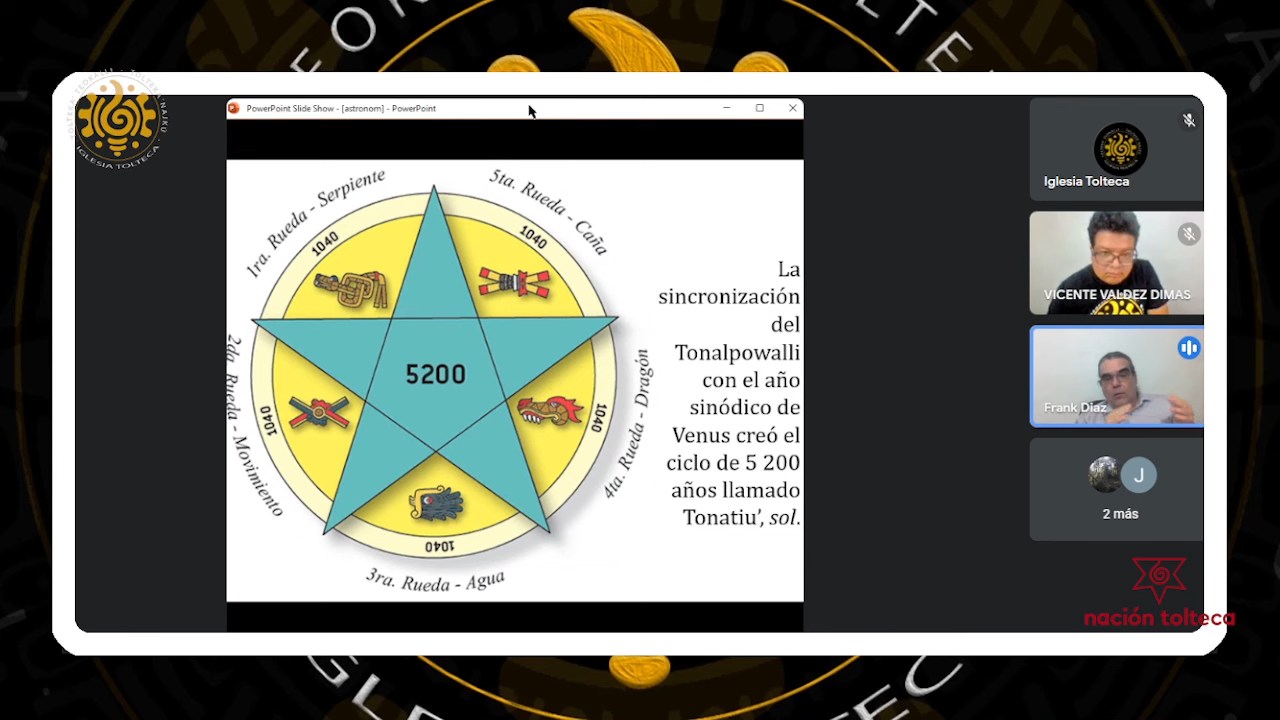 PowerPoint Slide Show - [astronom] - PowerPoint
1ra. Rueda - Serpiente
5ta. Rueda - Caña
1040
1040
2da. Rueda - Movimiento
1040
5200
1040
4ta. Rueda - Dragón
1040
3ra. Rueda - Agua
La
sincronización
del
Tonalpowalli
con el año
sinódico de
Venus creó el
ciclo de 5 200
años llamado
Tonatiu’, sol.
Iglesia Tolteca
VICENTE VALDEZ DIMAS
Frank Diaz
J
2 más
nación tolteca
IGLESIA TOLTECA